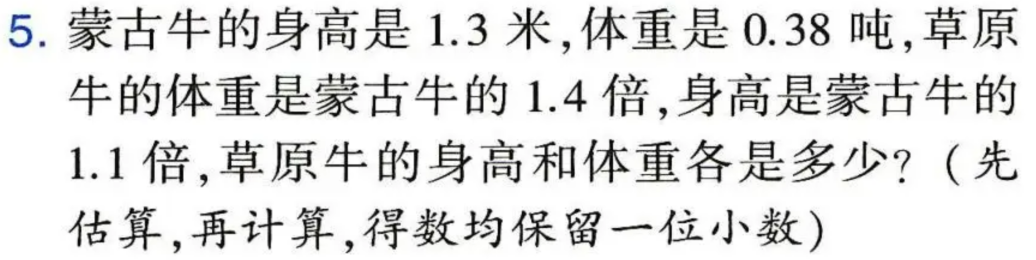 5. 蒙古牛的身高是 1.3 米,体重是 0.38 吨,草原
牛的体重是蒙古牛的 1.4 倍,身高是蒙古牛的
1.1 倍,草原牛的身高和体重各是多少? (先
估算,再计算,得数均保留一位小数)